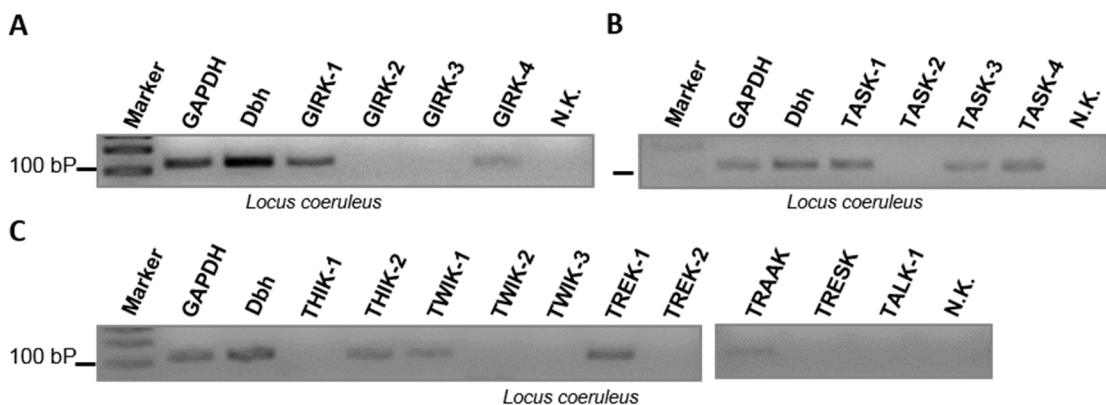 A
Marker GAPDH Dbh GIRK-1 GIRK-2 GIRK-3 GIRK-4 N.K.
100 bP
Locus coeruleus
B
Marker GAPDH Dbh TASK-1 TASK-2 TASK-3 TASK-4 N.K.
Locus coeruleus
C
Marker GAPDH Dbh THIK-1 THIK-2 TWIK-1 TWIK-2 TWIK-3 TREK-1 TREK-2 TRAAK TRESK TALK-1 N.K.
100 bP
Locus coeruleus